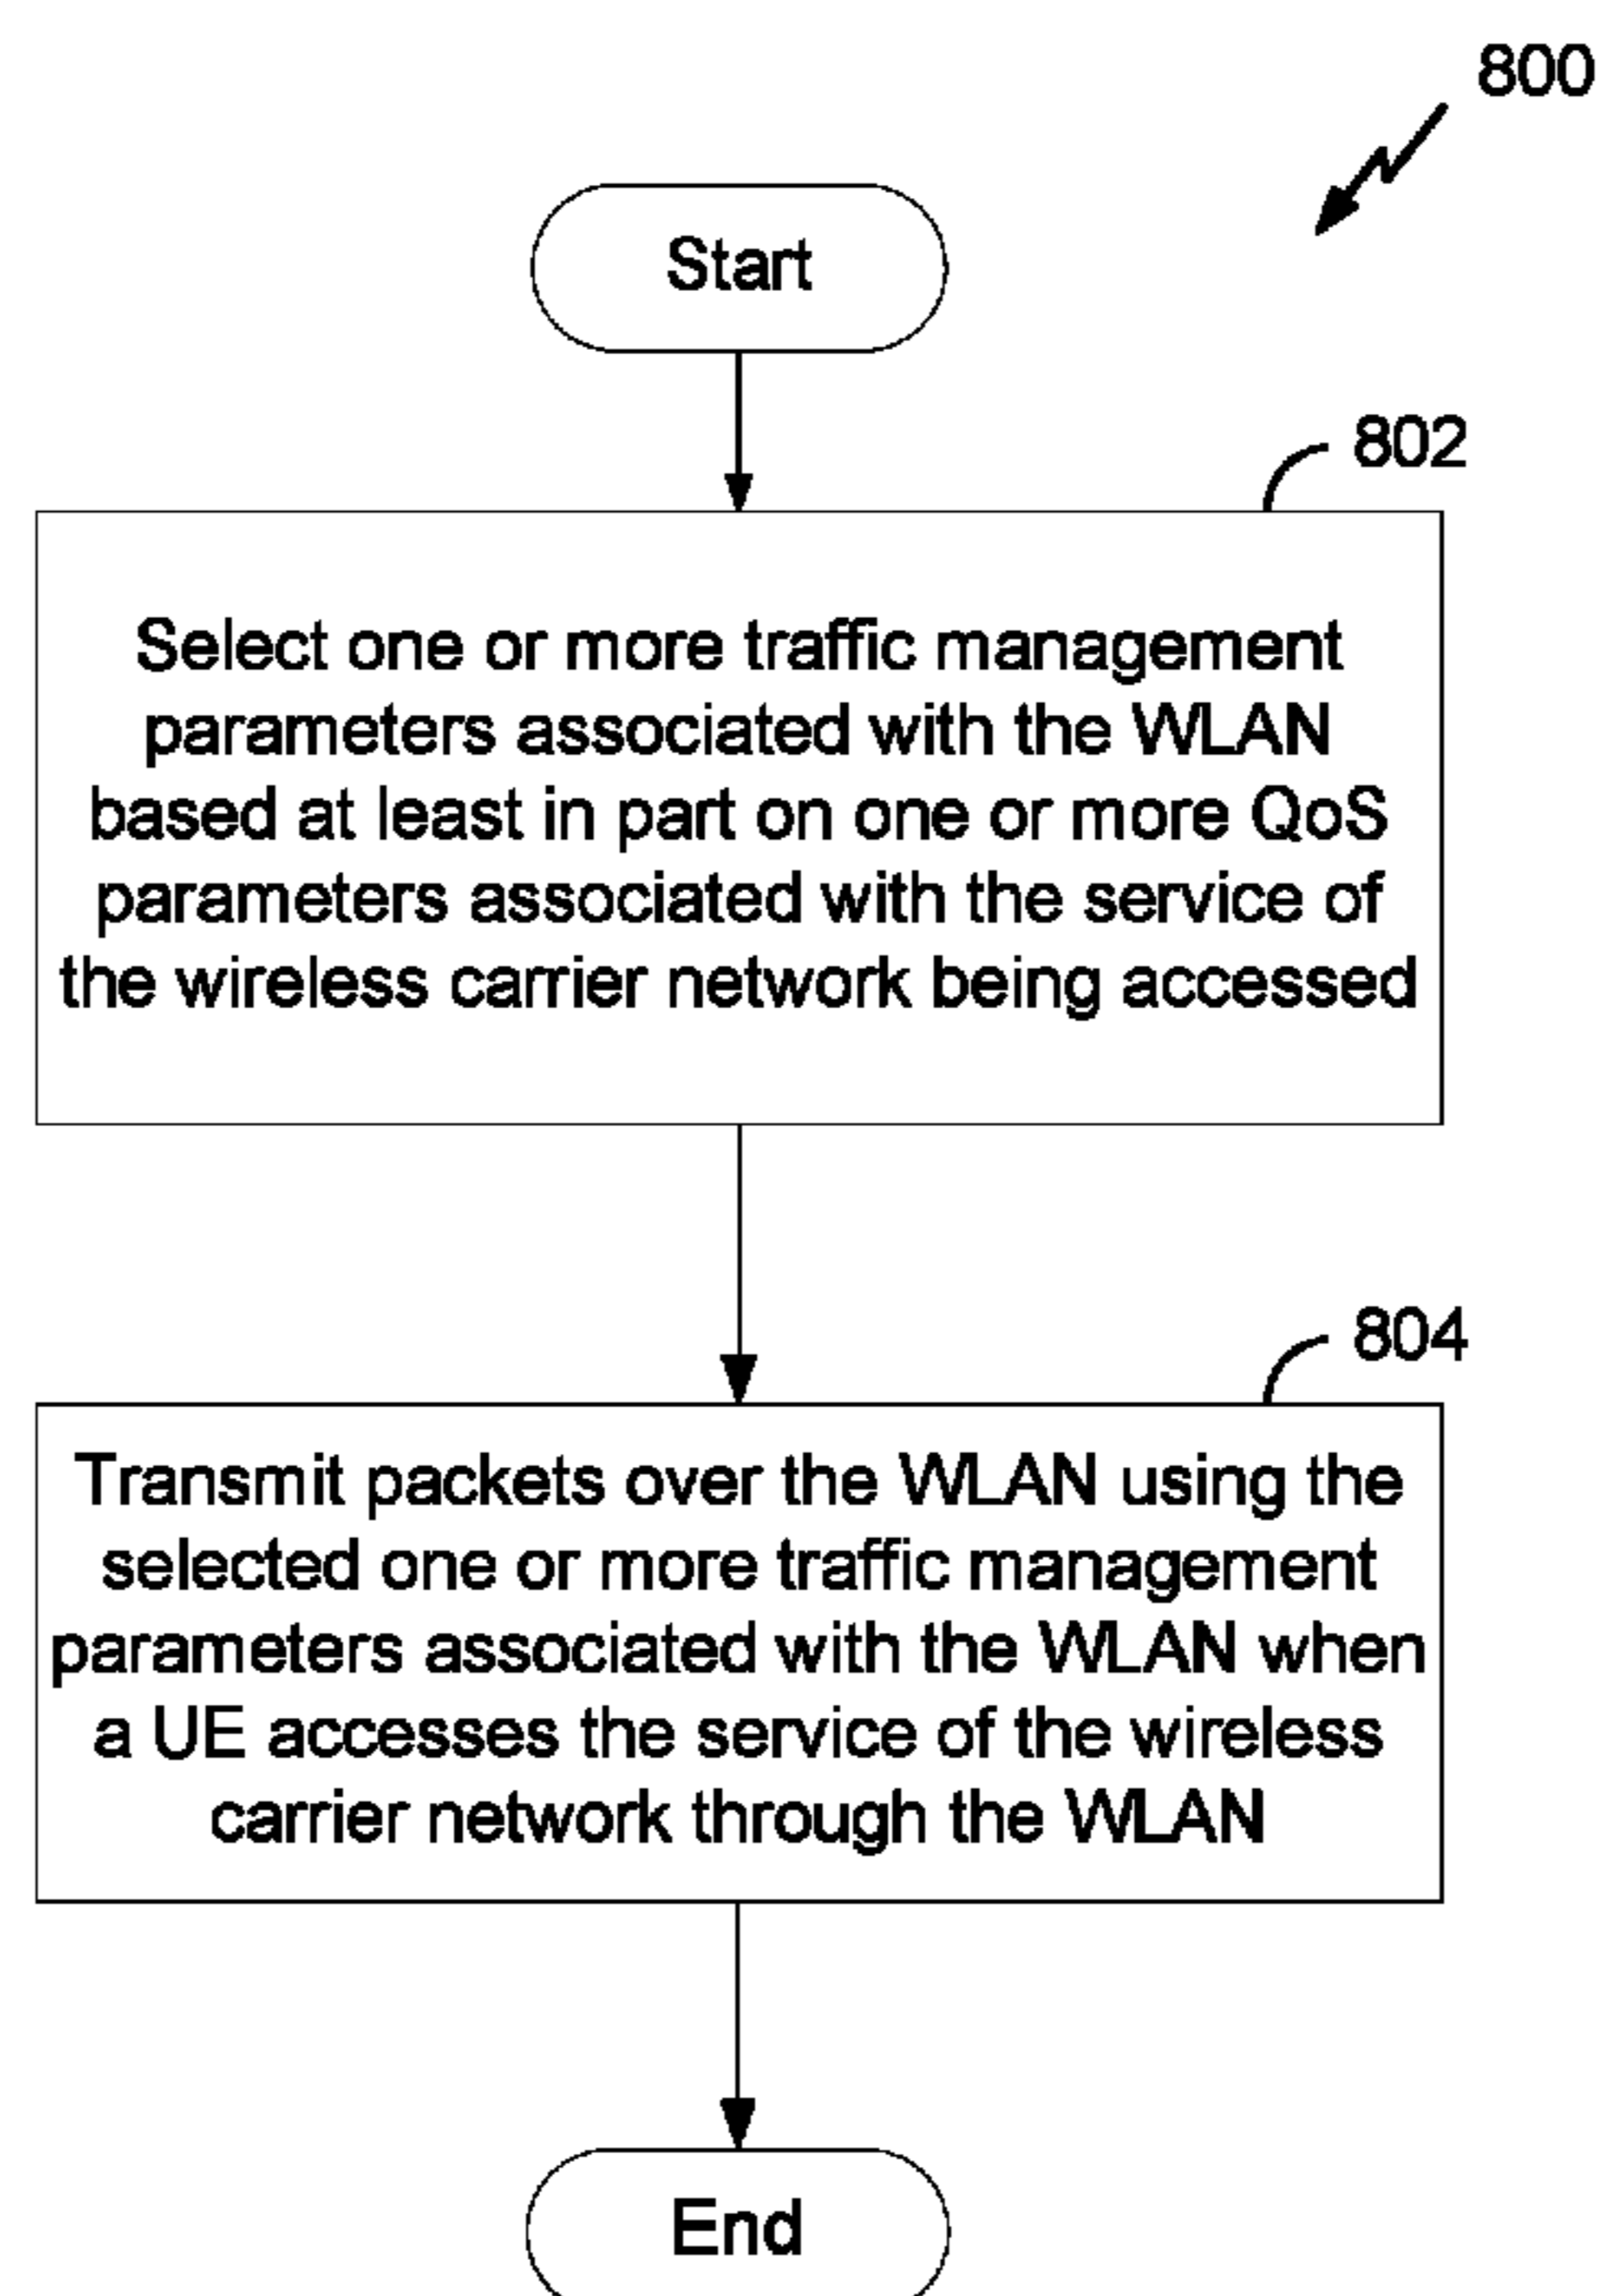 800
Start
802
Select one or more traffic management
parameters associated with the WLAN
based at least in part on one or more QoS
parameters associated with the service of
the wireless carrier network being accessed
804
Transmit packets over the WLAN using the
selected one or more traffic management
parameters associated with the WLAN when
a UE accesses the service of the wireless
carrier network through the WLAN
End